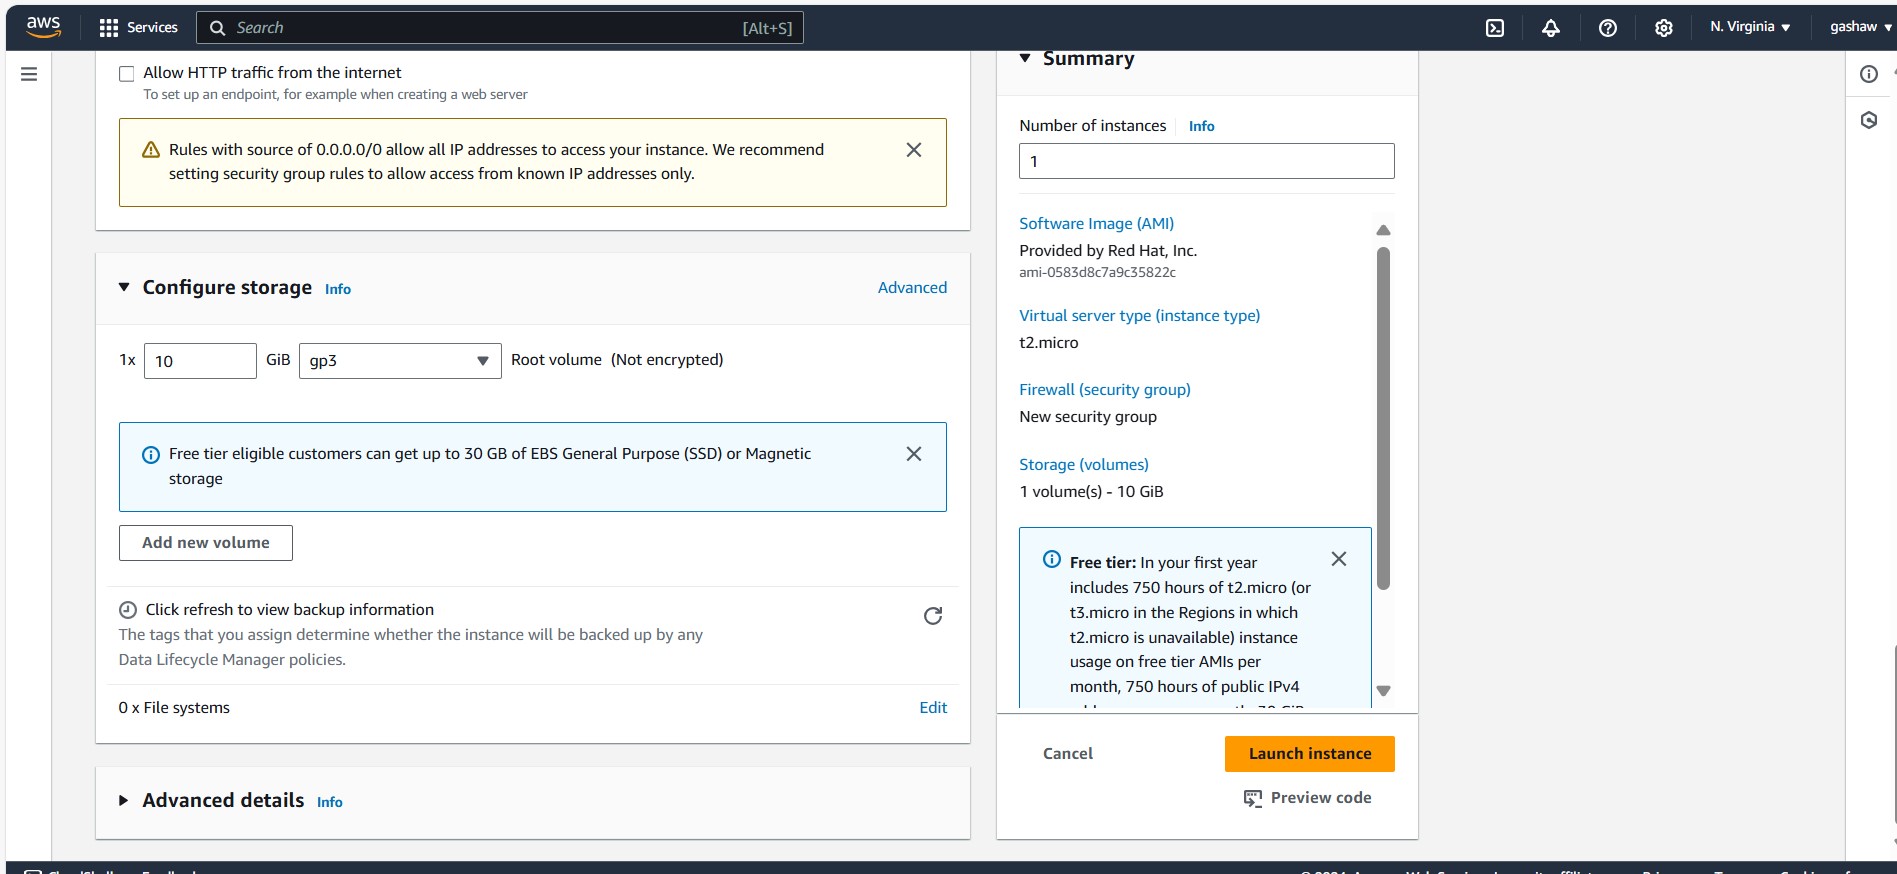 aws
Services
Search
[Alt+S]
N. Virginia
gashaw
Allow HTTP traffic from the internet
To set up an endpoint, for example when creating a web server
Rules with source of 0.0.0.0/0 allow all IP addresses to access your instance. We recommend
setting security group rules to allow access from known IP addresses only.
Configure storage Info
Advanced
1x 10 GiB gp3 Root volume (Not encrypted)
Free tier eligible customers can get up to 30 GB of EBS General Purpose (SSD) or Magnetic
storage
Add new volume
Click refresh to view backup information
The tags that you assign determine whether the instance will be backed up by any
Data Lifecycle Manager policies.
0 x File systems
Edit
Advanced details Info
Summary
Number of instances Info
1
Software Image (AMI)
Provided by Red Hat, Inc.
ami-0583d8c7a9c35822c
Virtual server type (instance type)
t2.micro
Firewall (security group)
New security group
Storage (volumes)
1 volume(s) - 10 GiB
Free tier: In your first year
includes 750 hours of t2.micro (or
t3.micro in the Regions in which
t2.micro is unavailable) instance
usage on free tier AMIs per
month, 750 hours of public IPv4
Cancel
Launch instance
Preview code